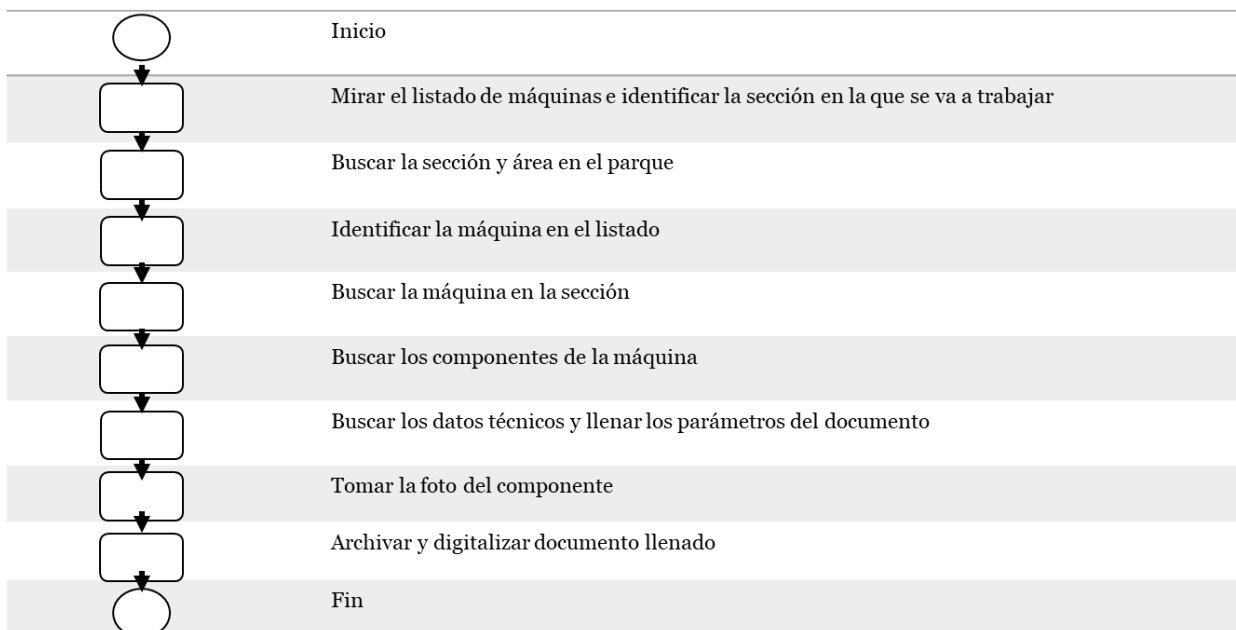 Inicio
Mirar el listado de máquinas e identificar la sección en la que se va a trabajar
Buscar la sección y área en el parque
Identificar la máquina en el listado
Buscar la máquina en la sección
Buscar los componentes de la máquina
Buscar los datos técnicos y llenar los parámetros del documento
Tomar la foto del componente
Archivar y digitalizar documento llenado
Fin